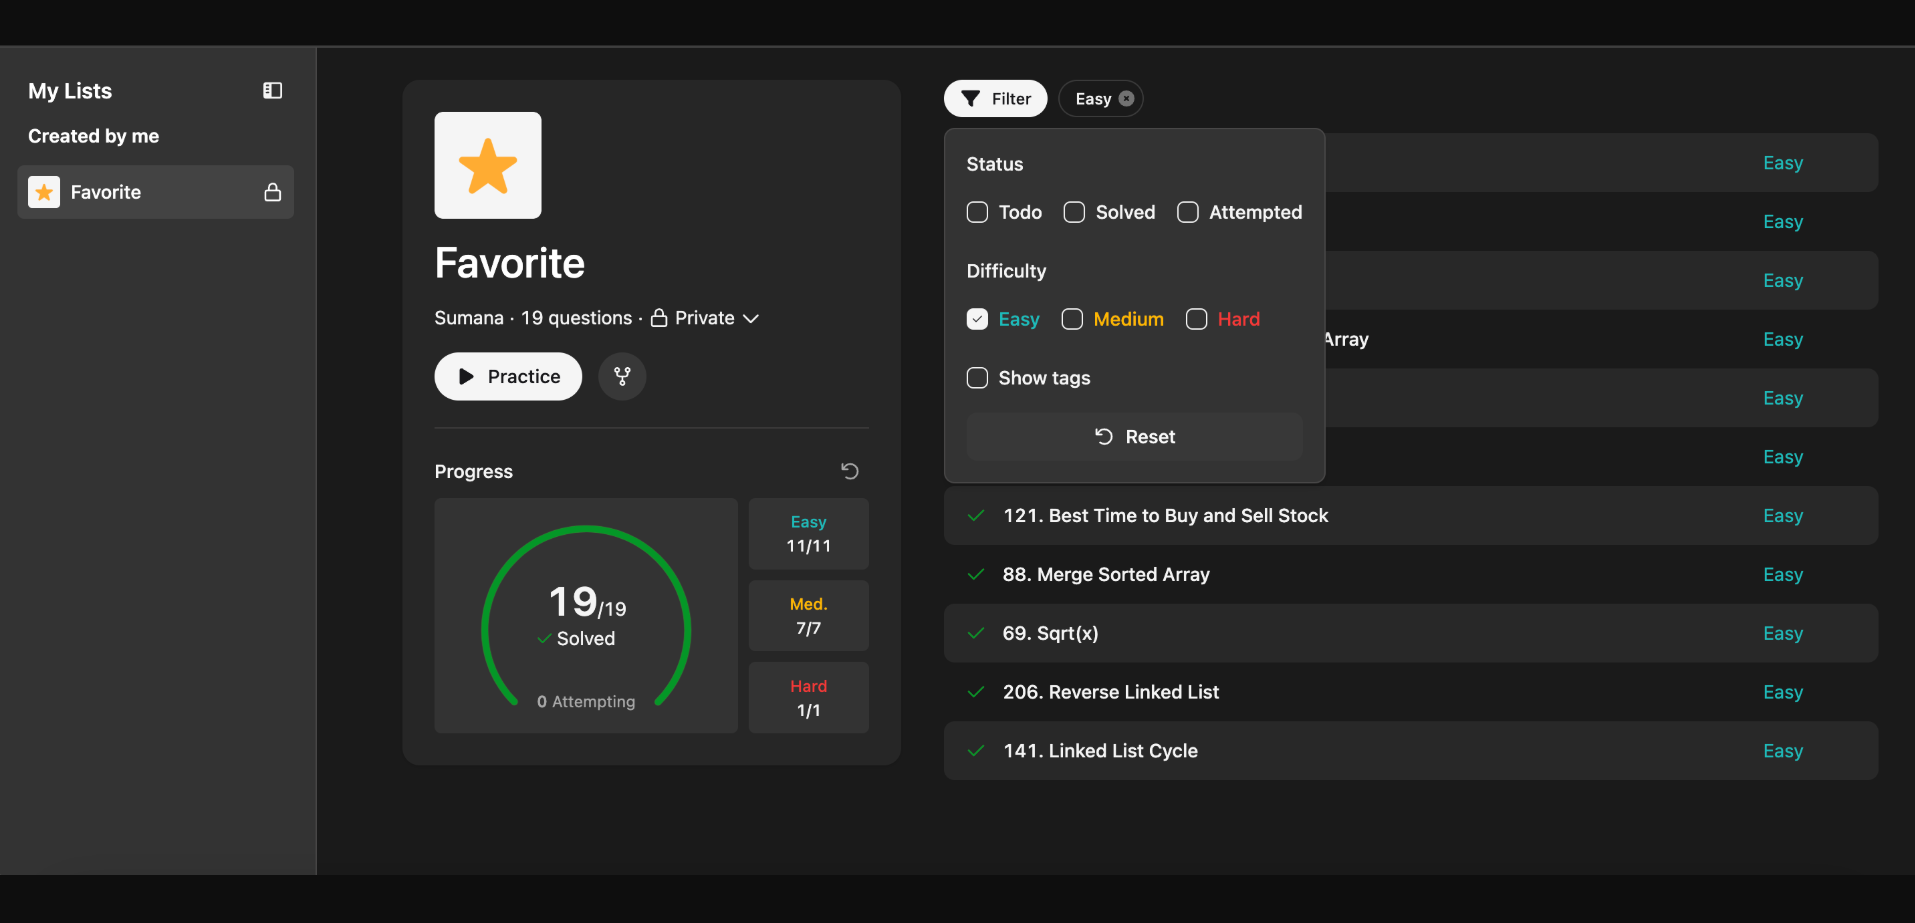 My Lists
Created by me
Favorite
Favorite
Sumana · 19 questions · Private
Practice
Progress
19/19
Solved
0 Attempting
Easy
11/11
Med.
7/7
Hard
1/1
Filter
Easy
Status
Todo Solved Attempted
Difficulty
Easy Medium Hard
Show tags
Reset
Easy
Easy
Easy
Array Easy
Easy
Easy
121. Best Time to Buy and Sell Stock Easy
88. Merge Sorted Array Easy
69. Sqrt(x) Easy
206. Reverse Linked List Easy
141. Linked List Cycle Easy